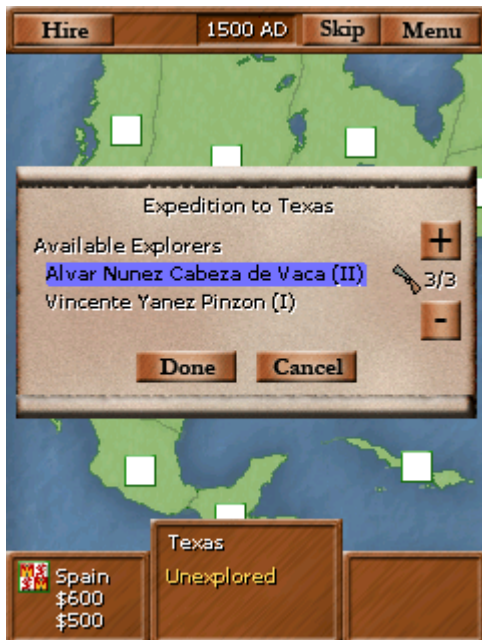 Hire 1500 AD Skip Menu
Expedition to Texas
+
Available Explorers
Alvar Nunez Cabeza de Vaca (II)
3/3
Vincente Yanez Pinzon (I)
-
Done Cancel
Texas
Unexplored
Spain
$600
$500